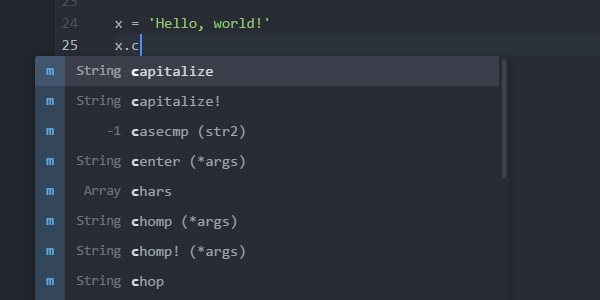 23
24 x = 'Hello, world!'
25 x.c
m String capitalize
m String capitalize!
m -1 casecmp (str2)
m String center (*args)
m Array chars
m String chomp (*args)
m String chomp! (*args)
m String chop